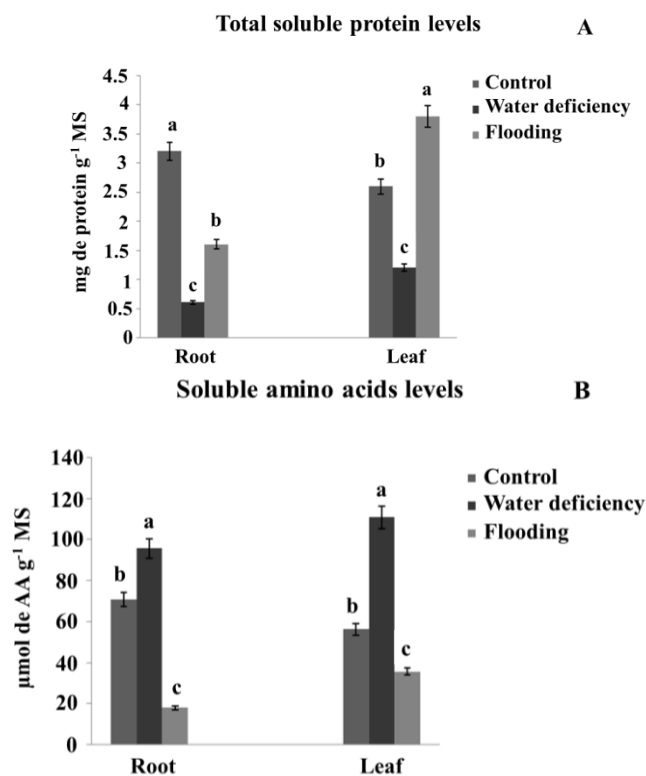 Total soluble protein levels A
mg de protein g⁻¹ MS
4.5
4
3.5
3
2.5
2
1.5
1
0.5
0
a
c
b
b
c
a
Root
Leaf
Control
Water deficiency
Flooding
Soluble amino acids levels B
µmol de AA g⁻¹ MS
140
120
100
80
60
40
20
0
b
a
c
b
a
c
Root
Leaf
Control
Water deficiency
Flooding